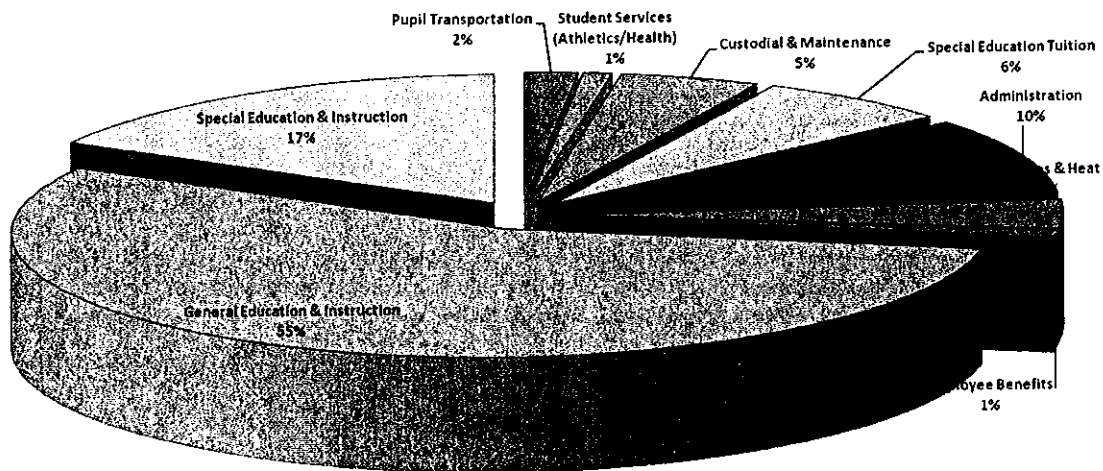 Pupil Transportation
2%
Student Services
(Athletics/Health)
1%
Custodial & Maintenance
5%
Special Education Tuition
6%
Administration
10%
& Heat
Special Education & Instruction
17%
General Education & Instruction
55%
Benefits
1%